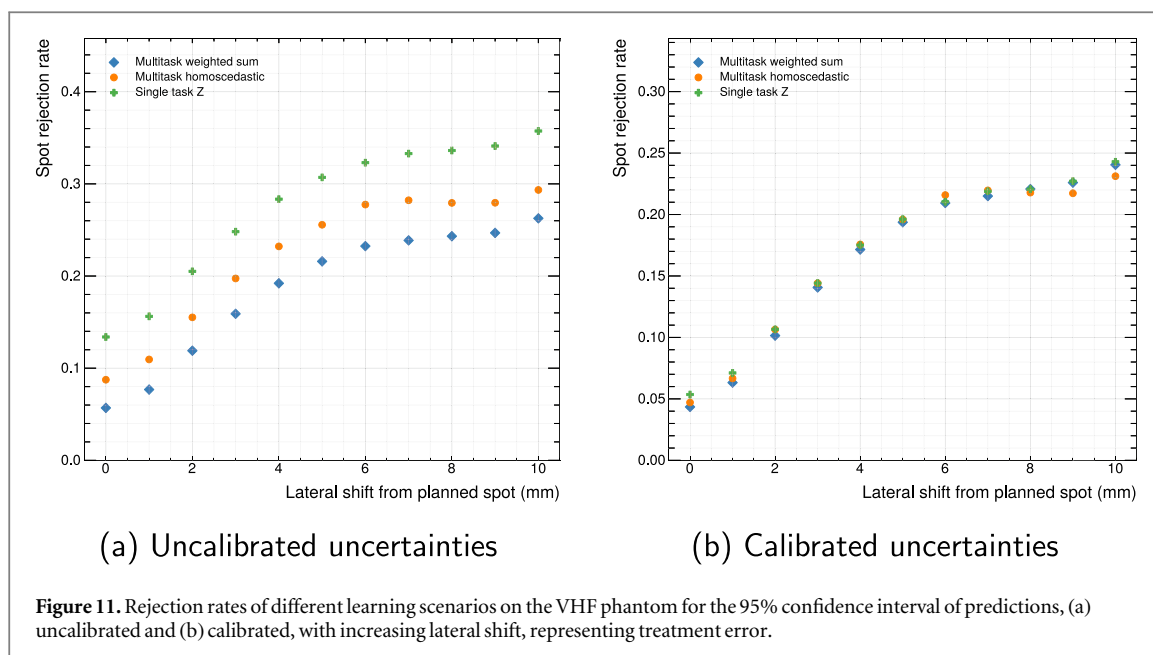 Spot rejection rate
Multitask weighted sum
Multitask homoscedastic
Single task Z
0.4
0.3
0.2
0.1
0.0
0 2 4 6 8 10
Lateral shift from planned spot (mm)
(a) Uncalibrated uncertainties
Spot rejection rate
Multitask weighted sum
Multitask homoscedastic
Single task Z
0.30
0.25
0.20
0.15
0.10
0.05
0.00
0 2 4 6 8 10
Lateral shift from planned spot (mm)
(b) Calibrated uncertainties
Figure 11. Rejection rates of different learning scenarios on the VHF phantom for the 95% confidence interval of predictions, (a)
uncalibrated and (b) calibrated, with increasing lateral shift, representing treatment error.